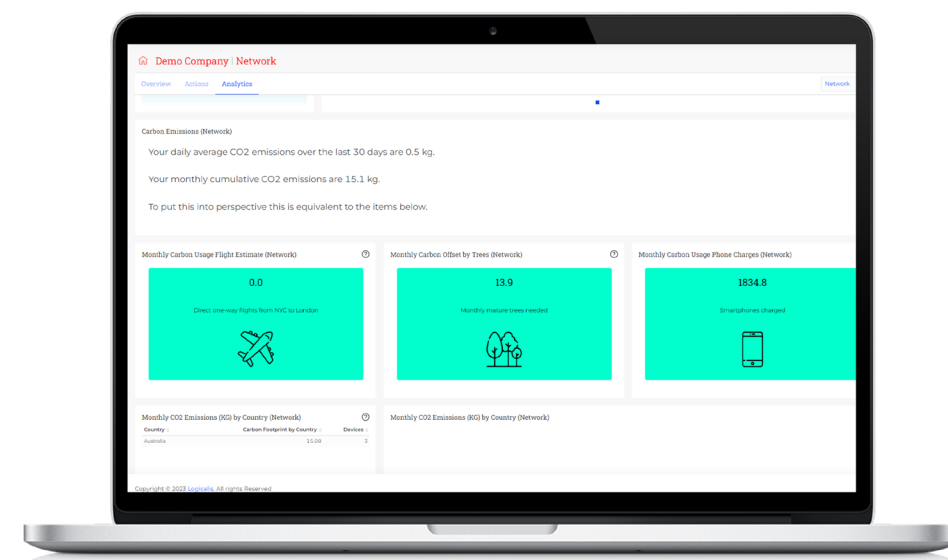 Demo Company | Network
Overview Actions Analytics Network
Carbon Emissions (Network)
Your daily average CO2 emissions over the last 30 days are 0.5 kg.
Your monthly cumulative CO2 emissions are 15.1 kg.
To put this into perspective this is equivalent to the items below.
Monthly Carbon Usage Flight Estimate (Network)
0.0
Direct one-way flights from NYC to London
Monthly Carbon Offset by Trees (Network)
13.9
Monthly mature trees needed
Monthly Carbon Usage Phone Charges (Network)
1834.8
Smartphones charged
Monthly CO2 Emissions (KG) by Country (Network)
Country Carbon Footprint by Country Devices
Australia 15.08 3
Monthly CO2 Emissions (KG) by Country (Network)
Copyright © 2023 Logicalis. All rights Reserved